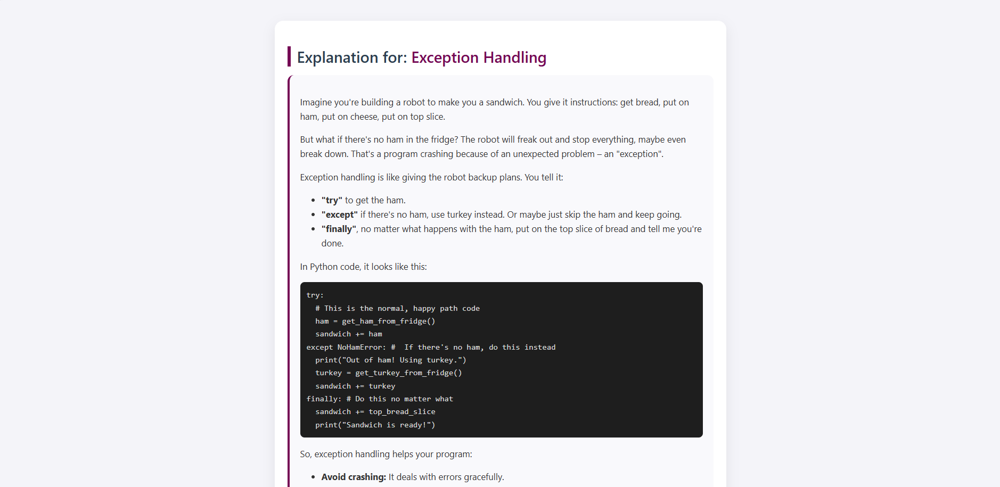 Explanation for: Exception Handling
Imagine you're building a robot to make you a sandwich. You give it instructions: get bread, put on
ham, put on cheese, put on top slice.
But what if there's no ham in the fridge? The robot will freak out and stop everything, maybe even
break down. That's a program crashing because of an unexpected problem – an "exception".
Exception handling is like giving the robot backup plans. You tell it:
• "try" to get the ham.
• "except" if there's no ham, use turkey instead. Or maybe just skip the ham and keep going.
• "finally", no matter what happens with the ham, put on the top slice of bread and tell me you're
done.
In Python code, it looks like this:
try:
  # This is the normal, happy path code
  ham = get_ham_from_fridge()
  sandwich += ham
except NoHamError: #  If there's no ham, do this instead
  print("Out of ham! Using turkey.")
  turkey = get_turkey_from_fridge()
  sandwich += turkey
finally: # Do this no matter what
  sandwich += top_bread_slice
  print("Sandwich is ready!")
So, exception handling helps your program:
• Avoid crashing: It deals with errors gracefully.